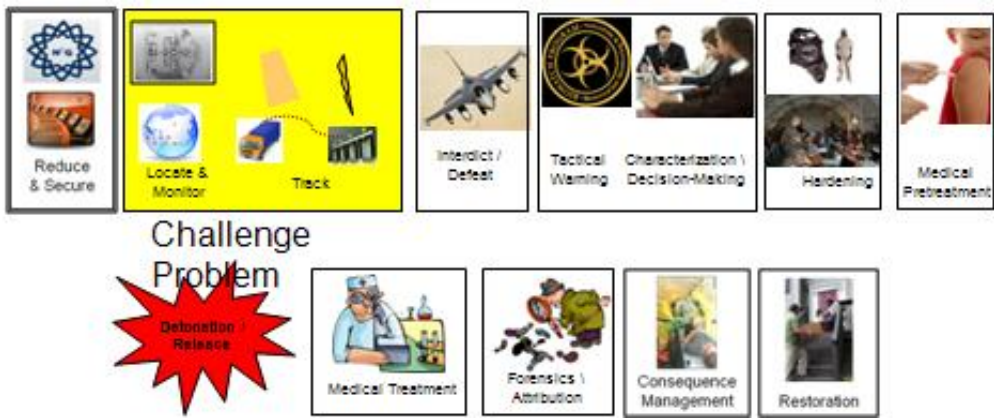 Reduce
& Secure
Locate &
Monitor
Track
Interdict /
Defeat
Tactical
Warning
Characterization \
Decision-Making
Hardening
Medical
Pretreatment
Challenge
Problem
Detonation /
Release
Medical Treatment
Forensics \
Attribution
Consequence
Management
Restoration